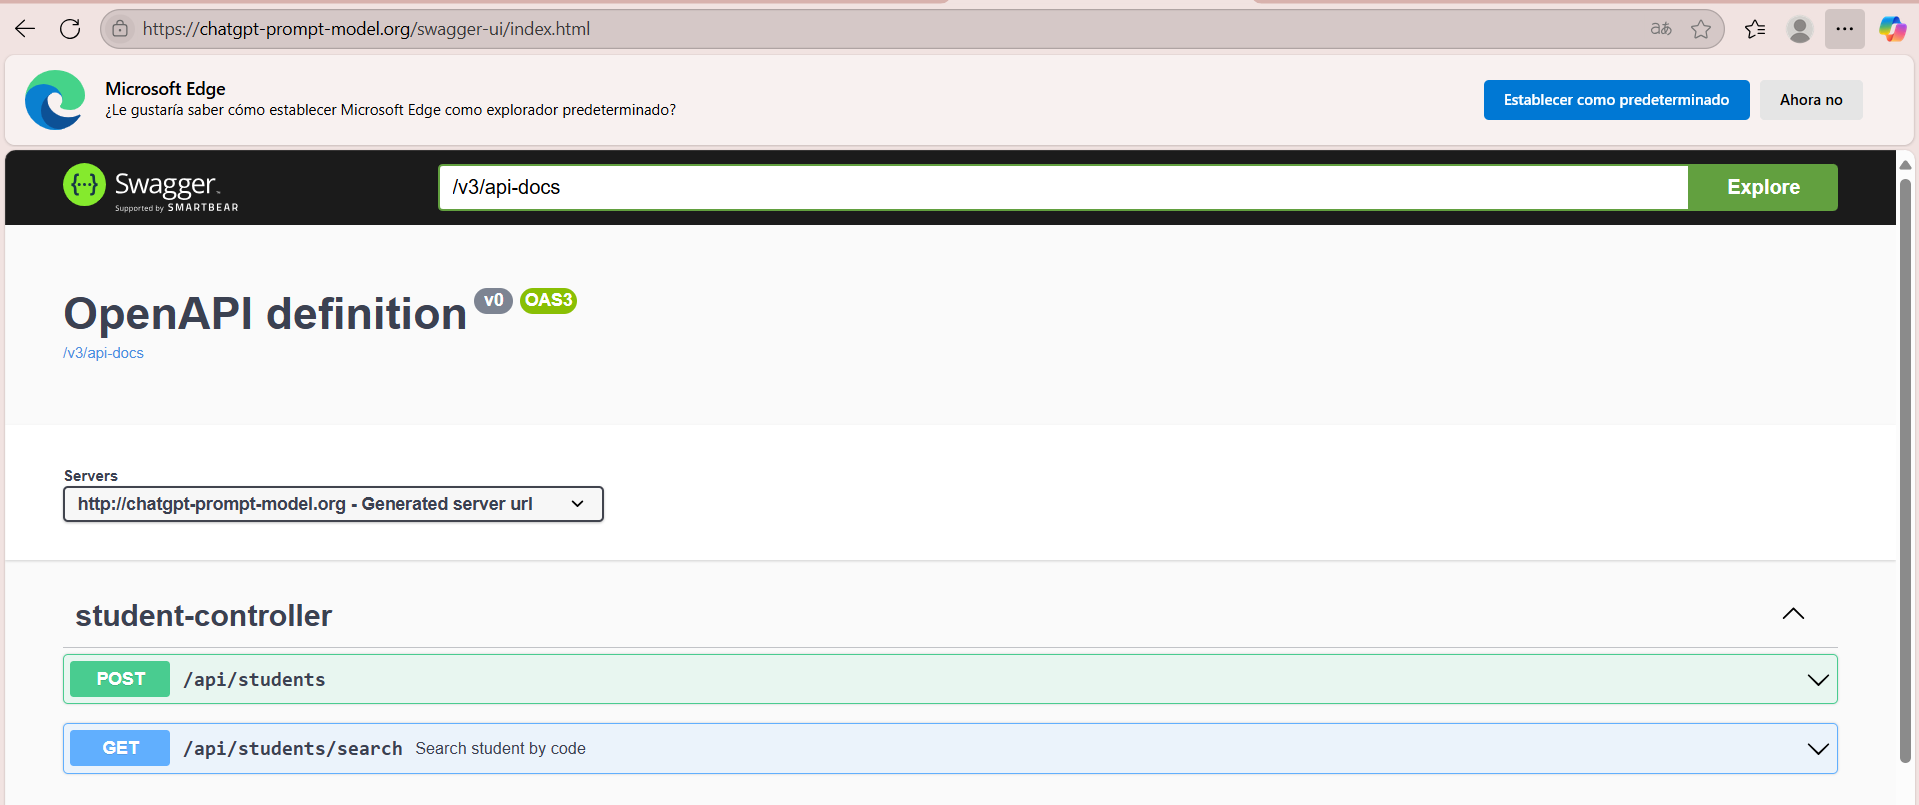 https://chatgpt-prompt-model.org/swagger-ui/index.html
Microsoft Edge
¿Le gustaría saber cómo establecer Microsoft Edge como explorador predeterminado?
Establecer como predeterminado
Ahora no
Swagger
Supported by SMARTBEAR
/v3/api-docs
Explore
OpenAPI definition v0 OAS3
/v3/api-docs
Servers
http://chatgpt-prompt-model.org - Generated server url
student-controller
POST /api/students
GET /api/students/search Search student by code